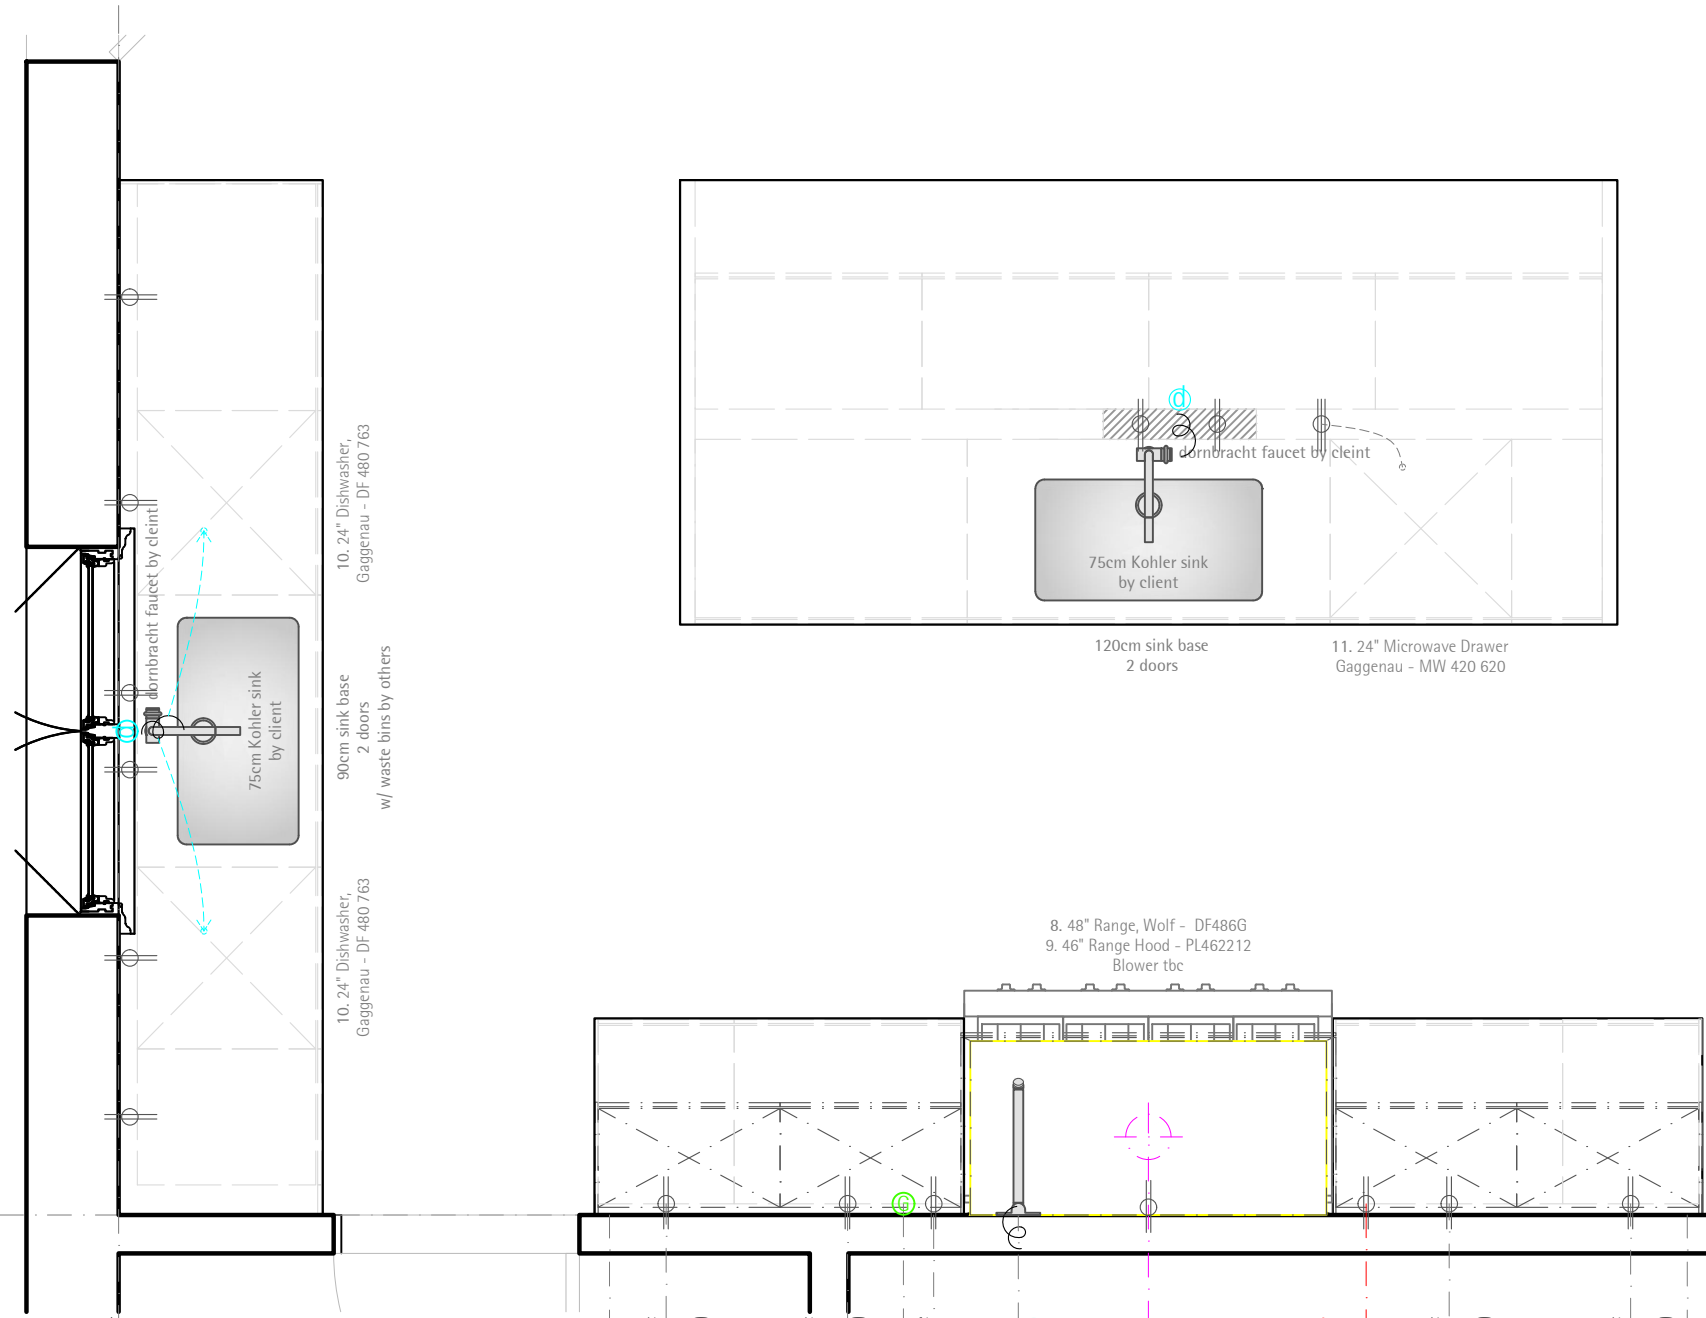 10. 24" Dishwasher,
Gaggenau - DF 480 763
dornbracht faucet by cleint
75cm Kohler sink
by client
90cm sink base
2 doors
w/ waste bins by others
10. 24" Dishwasher,
Gaggenau - DF 480 763
d
dornbracht faucet by cleint
75cm Kohler sink
by client
120cm sink base
2 doors
11. 24" Microwave Drawer
Gaggenau - MW 420 620
8. 48" Range, Wolf - DF486G
9. 46" Range Hood - PL462212
Blower tbc
G